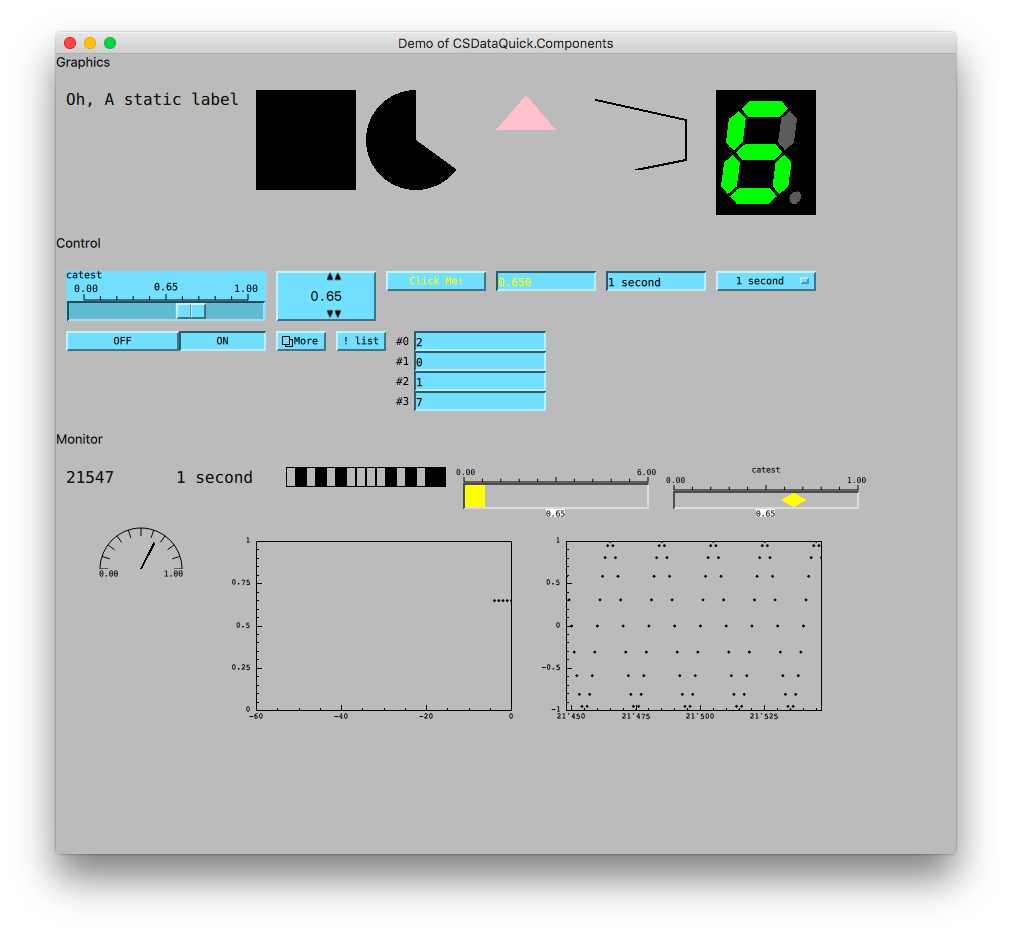 Demo of CSDataQuick.Components
Graphics
Oh, A static label
6
Control
catest
0.00 0.65 1.00
0.65
Click Me!
0.650
1 second
1 second
OFF ON
More
! list
#0 2
#1 0
#2 1
#3 7
Monitor
21547
1 second
0.00 6.00
0.65
catest
0.00 1.00
0.65
0.00 1.00
1
0.75
0.5
0.25
0
-60 -40 -20 0
1
0.5
0
-0.5
-1
21'450 21'475 21'500 21'525